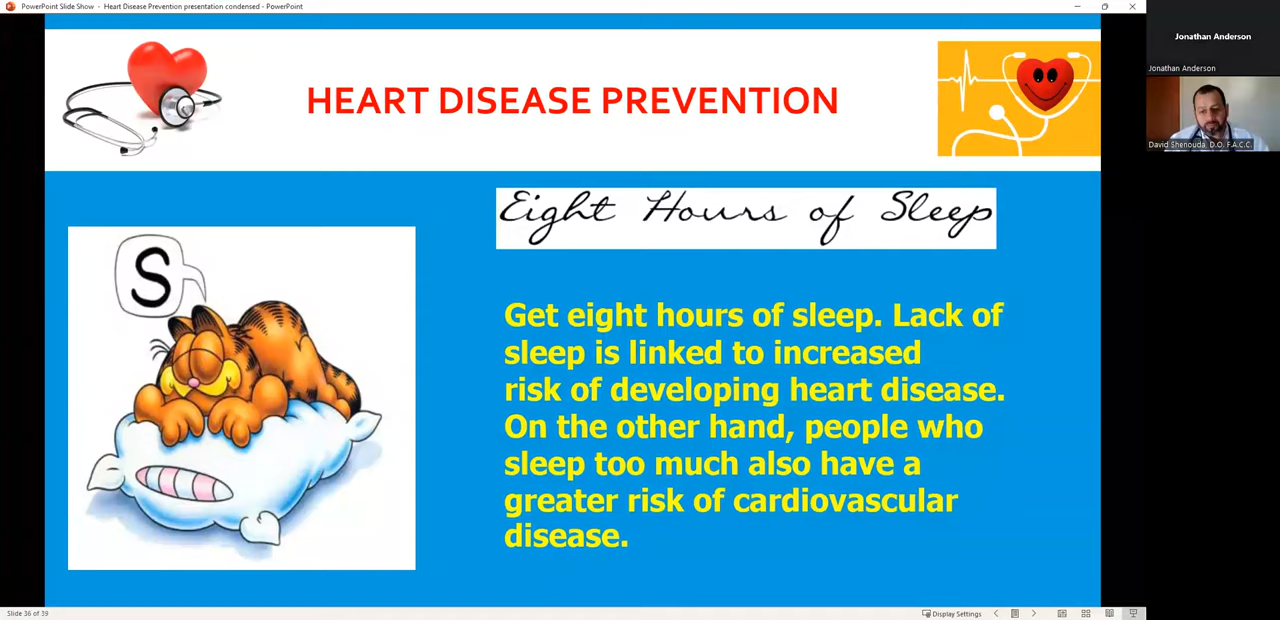 PowerPoint Slide Show - Heart Disease Prevention presentation condensed - PowerPoint
Jonathan Anderson
Jonathan Anderson
David Shenouda, D.O. F.A.C.C.
HEART DISEASE PREVENTION
Eight Hours of Sleep
S
Get eight hours of sleep. Lack of
sleep is linked to increased
risk of developing heart disease.
On the other hand, people who
sleep too much also have a
greater risk of cardiovascular
disease.
Slide 36 of 39
Display Settings